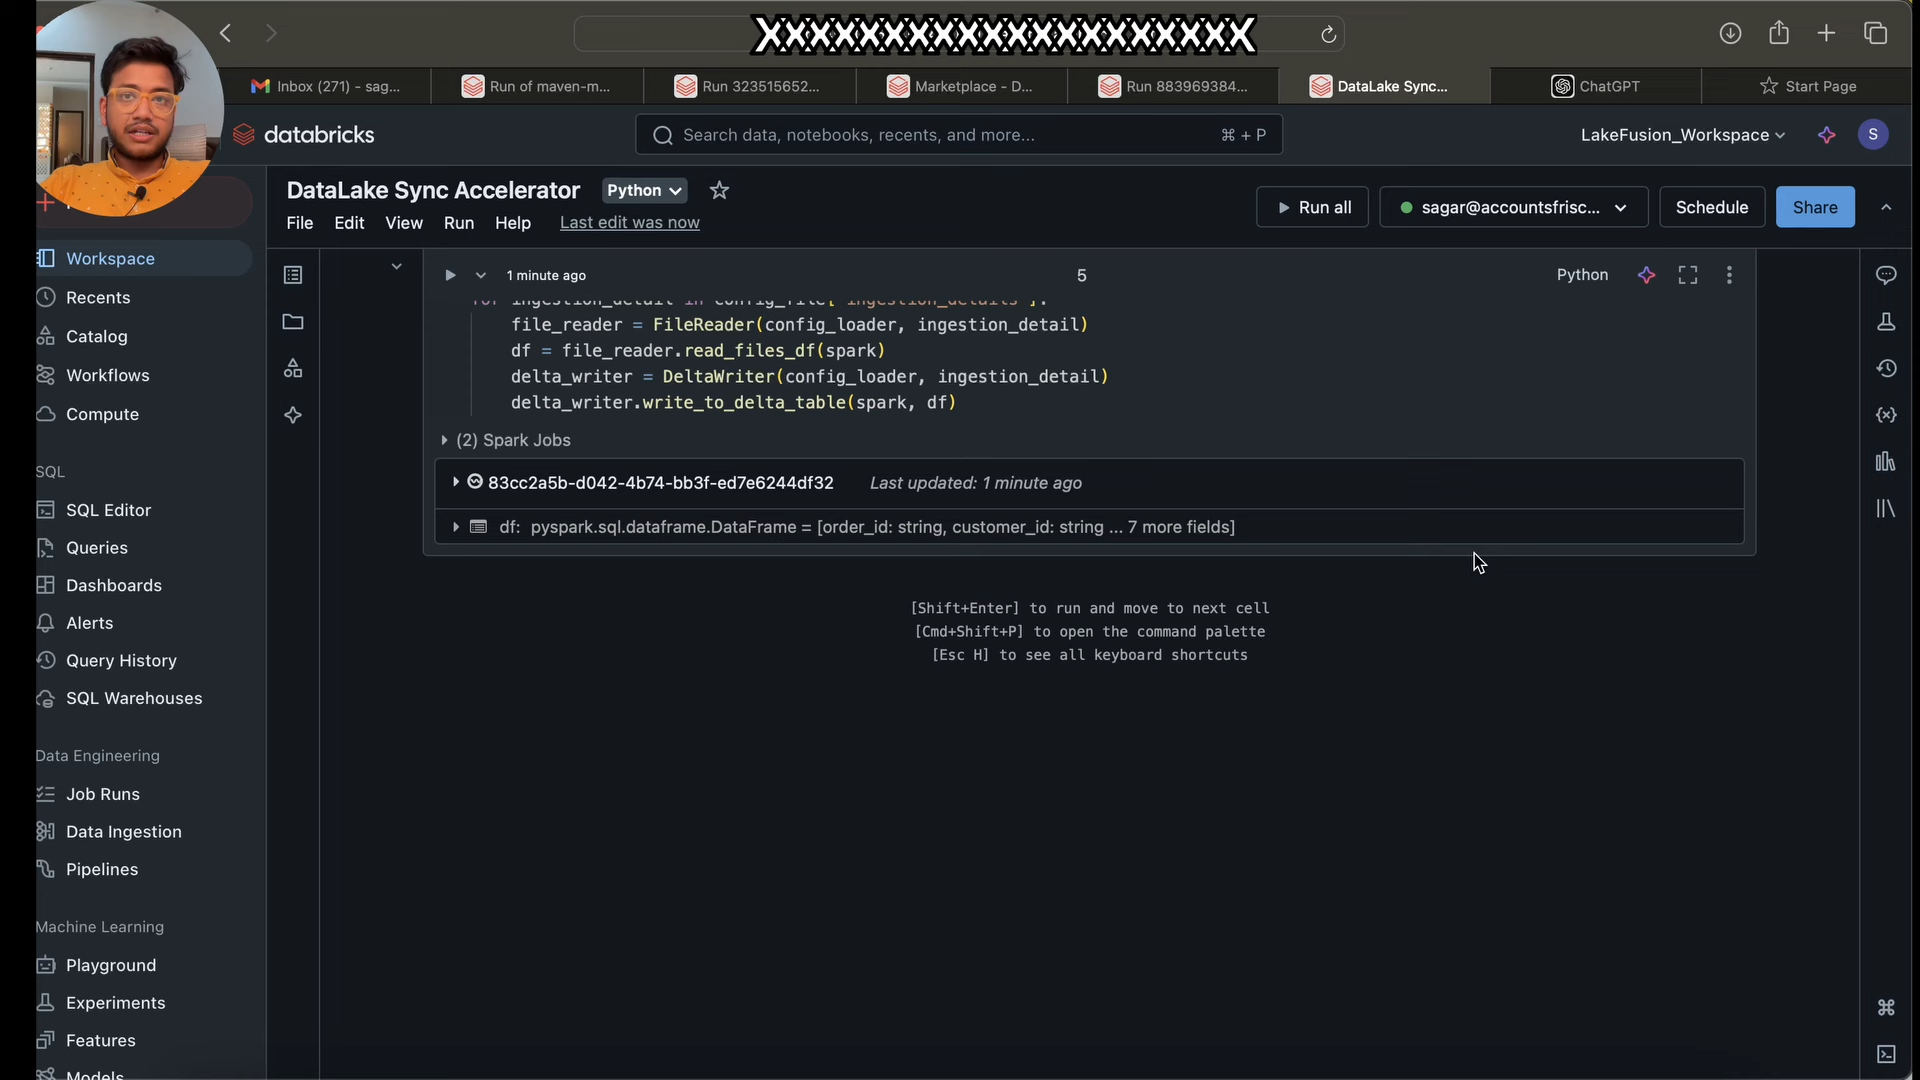 XXXXXXXXXXXXXXXXXXX
Inbox (271) - sag...
Run of maven-m...
Run 323515652...
Marketplace - D...
Run 883969384...
DataLake Sync...
ChatGPT
Start Page
databricks
Search data, notebooks, recents, and more...
⌘ + P
LakeFusion_Workspace
S
DataLake Sync Accelerator
Python
File Edit View Run Help Last edit was now
Run all
sagar@accountsfrisc...
Schedule
Share
Workspace
Recents
Catalog
Workflows
Compute
SQL
SQL Editor
Queries
Dashboards
Alerts
Query History
SQL Warehouses
Data Engineering
Job Runs
Data Ingestion
Pipelines
Machine Learning
Playground
Experiments
Features
Models
1 minute ago
5
Python
for ingestion_detail in config_file["ingestion_details"]:
file_reader = FileReader(config_loader, ingestion_detail)
df = file_reader.read_files_df(spark)
delta_writer = DeltaWriter(config_loader, ingestion_detail)
delta_writer.write_to_delta_table(spark, df)
(2) Spark Jobs
83cc2a5b-d042-4b74-bb3f-ed7e6244df32 Last updated: 1 minute ago
df: pyspark.sql.dataframe.DataFrame = [order_id: string, customer_id: string ... 7 more fields]
[Shift+Enter] to run and move to next cell
[Cmd+Shift+P] to open the command palette
[Esc H] to see all keyboard shortcuts